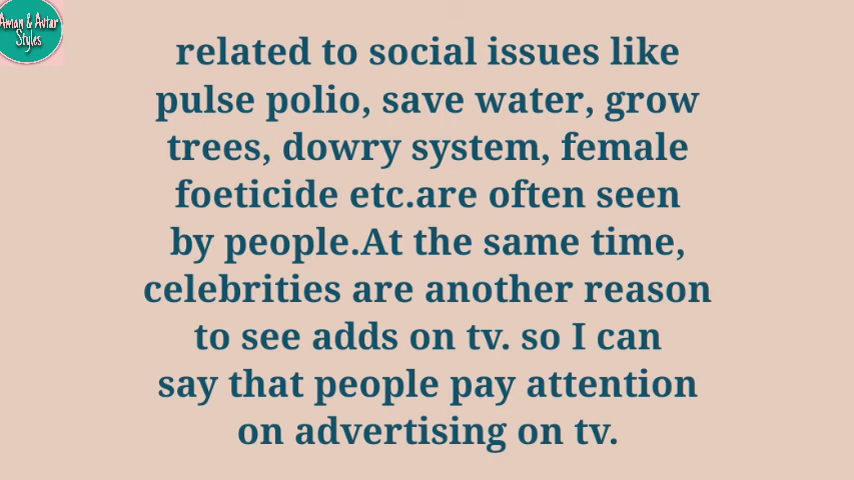 Aman & Avtar
Styles
related to social issues like
pulse polio, save water, grow
trees, dowry system, female
foeticide etc.are often seen
by people.At the same time,
celebrities are another reason
to see adds on tv. so I can
say that people pay attention
on advertising on tv.